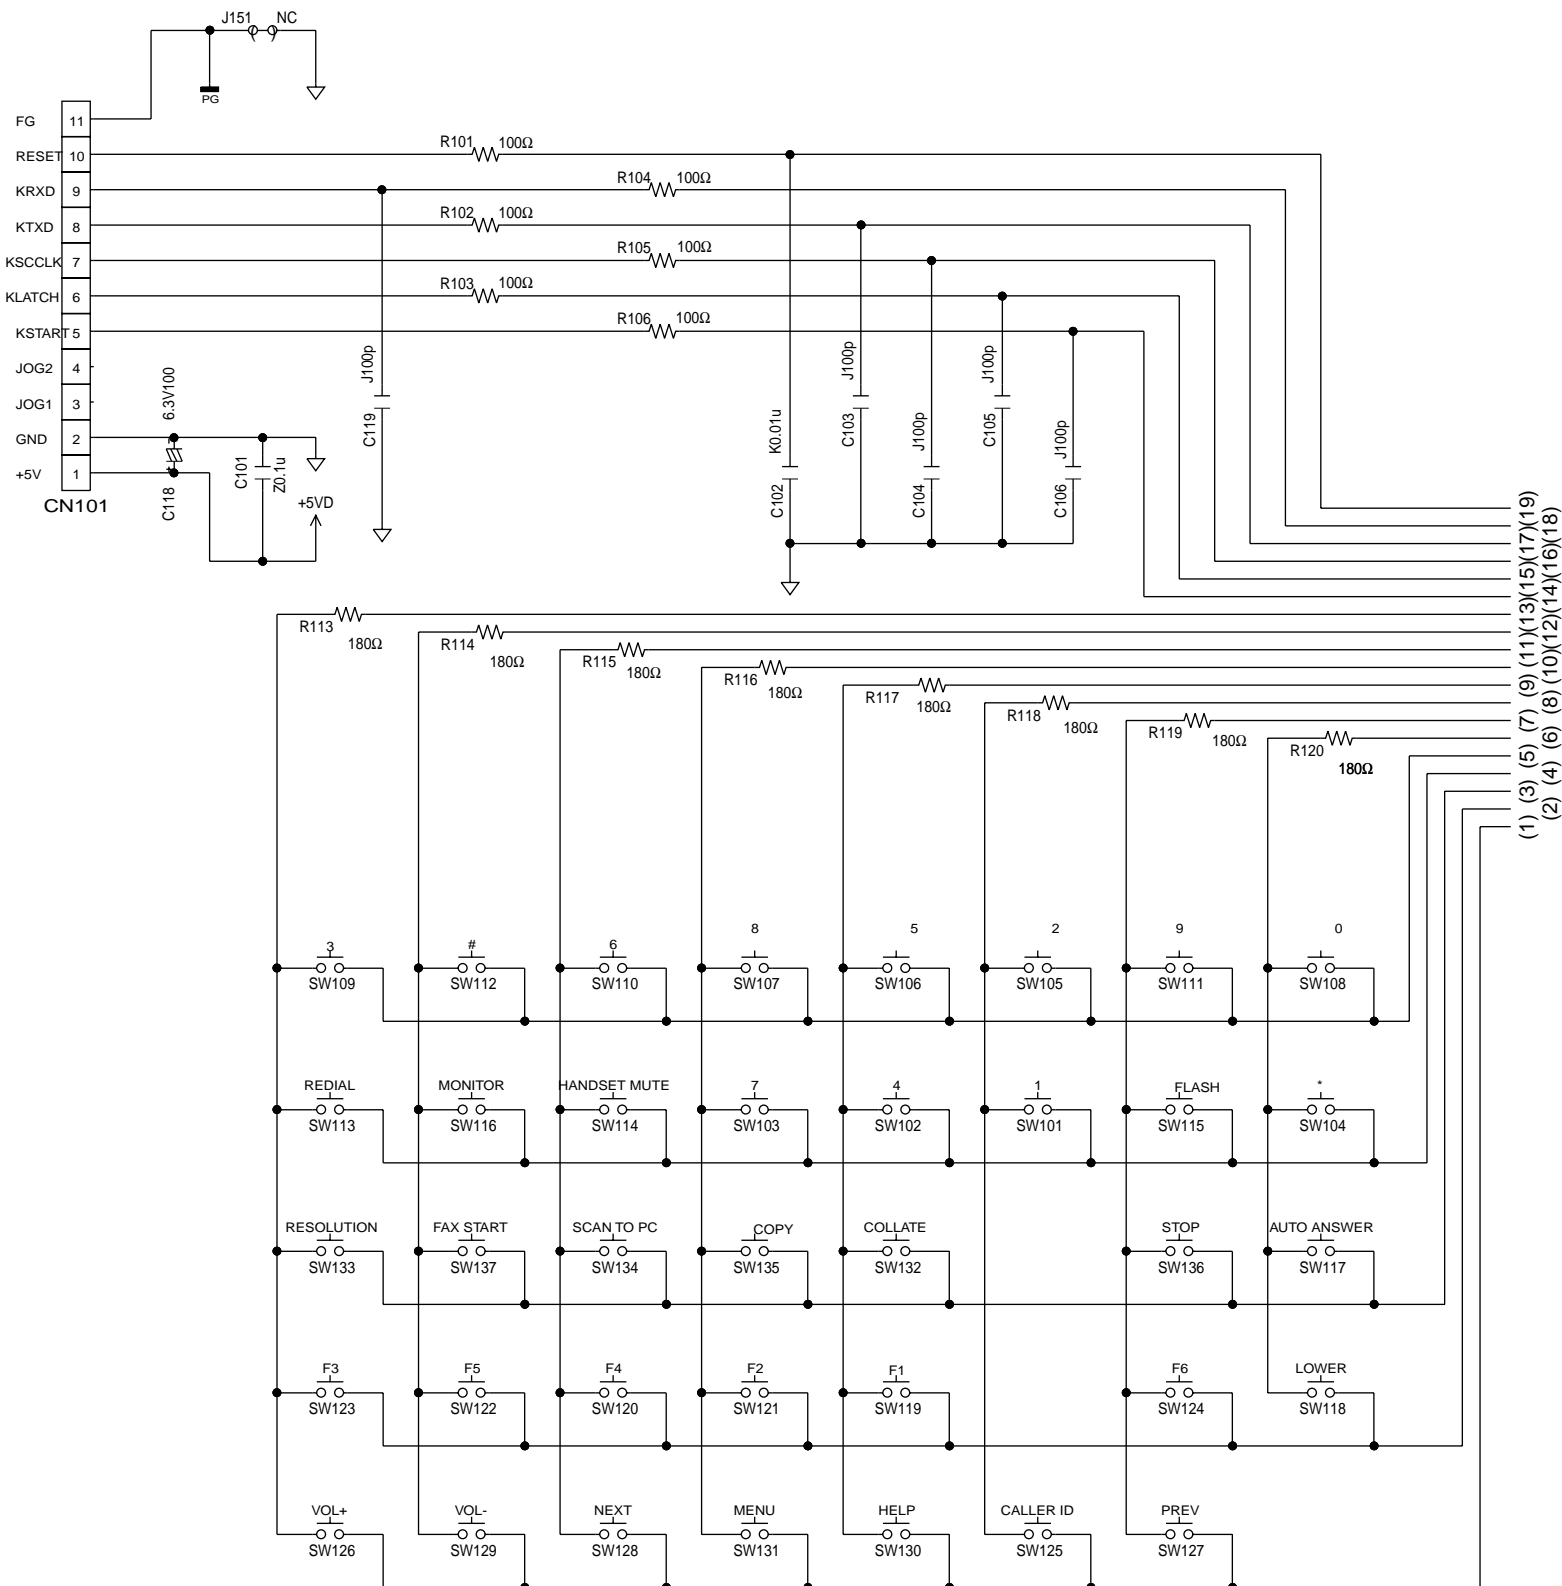 J151 NC
PG
FG 11
RESET 10
R101 100Ω
KRXD 9
R104 100Ω
KTXD 8
R102 100Ω
KSCCLK 7
R105 100Ω
KLATCH 6
R103 100Ω
KSTART 5
R106 100Ω
JOG2 4
JOG1 3
GND 2
+5V 1
CN101
6.3V100
C118
C101
Z0.1u
+5VD
J100p
C119
K0.01u
C102
J100p
C103
J100p
C104
J100p
C105
J100p
C106
(1) (3) (5) (7) (9) (11)(13)(15)(17)(19)
(2) (4) (6) (8) (10)(12)(14)(16)(18)
R113 180Ω
R114 180Ω
R115 180Ω
R116 180Ω
R117 180Ω
R118 180Ω
R119 180Ω
R120 180Ω
3 # 6 8 5 2 9 0
SW109 SW112 SW110 SW107 SW106 SW105 SW111 SW108
REDIAL MONITOR HANDSET MUTE 7 4 1 FLASH *
SW113 SW116 SW114 SW103 SW102 SW101 SW115 SW104
RESOLUTION FAX START SCAN TO PC COPY COLLATE STOP AUTO ANSWER
SW133 SW137 SW134 SW135 SW132 SW136 SW117
F3 F5 F4 F2 F1 F6 LOWER
SW123 SW122 SW120 SW121 SW119 SW124 SW118
VOL+ VOL- NEXT MENU HELP CALLER ID PREV
SW126 SW129 SW128 SW131 SW130 SW125 SW127